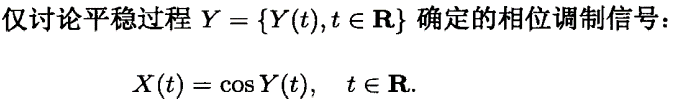 仅讨论平稳过程 Y = {Y(t), t ∈ R} 确定的相位调制信号：
X(t) = cos Y(t), t ∈ R.